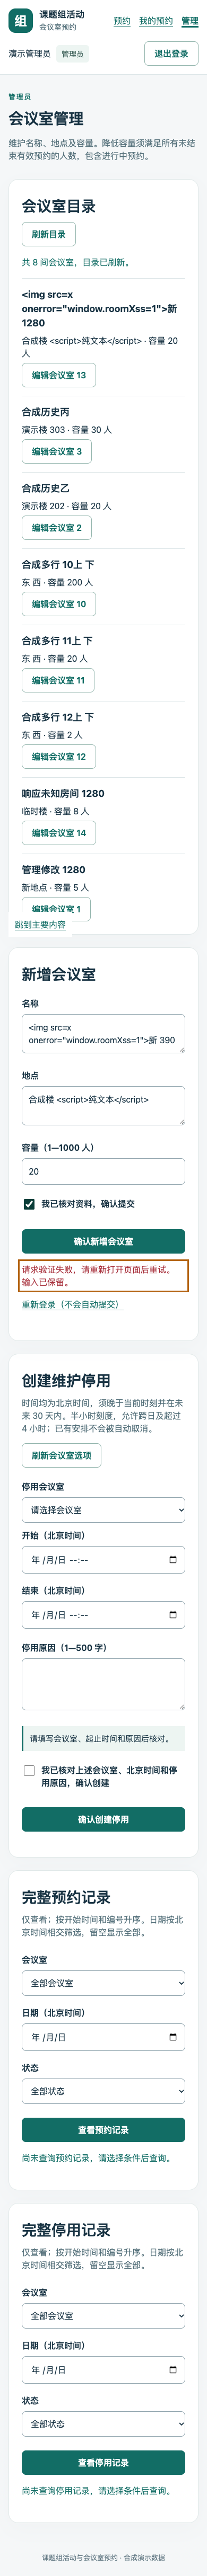 组
课题组活动
会议室预约
预约 我的预约 管理
演示管理员 管理员
退出登录
管理员
会议室管理
维护名称、地点及容量。降低容量须满足所有未结
束有效预约的人数，包含进行中预约。
会议室目录
刷新目录
共 8 间会议室，目录已刷新。
<img src=x
onerror="window.roomXss=1">新
1280
合成楼 <script>纯文本</script> · 容量 20
人
编辑会议室 13
合成历史丙
演示楼 303 · 容量 30 人
编辑会议室 3
合成历史乙
演示楼 202 · 容量 20 人
编辑会议室 2
合成多行 10上 下
东 西 · 容量 200 人
编辑会议室 10
合成多行 11上 下
东 西 · 容量 20 人
编辑会议室 11
合成多行 12上 下
东 西 · 容量 2 人
编辑会议室 12
响应未知房间 1280
临时楼 · 容量 8 人
编辑会议室 14
管理修改 1280
新地点 · 容量 5 人
编辑会议室 1
跳到主要内容
新增会议室
名称
<img src=x
onerror="window.roomXss=1">新 390
地点
合成楼 <script>纯文本</script>
容量（1—1000 人）
20
我已核对资料，确认提交
确认新增会议室
请求验证失败，请重新打开页面后重试。
输入已保留。
重新登录（不会自动提交）
创建维护停用
时间均为北京时间，须晚于当前时刻并在未
来 30 天内。半小时刻度，允许跨日及超过
4 小时；已有安排不会被自动取消。
刷新会议室选项
停用会议室
请选择会议室
开始（北京时间）
年 /月/日 --:--
结束（北京时间）
年 /月/日 --:--
停用原因（1—500 字）
请填写会议室、起止时间和原因后核对。
我已核对上述会议室、北京时间和停
用原因，确认创建
确认创建停用
完整预约记录
仅查看；按开始时间和编号升序。日期按北
京时间相交筛选，留空显示全部。
会议室
全部会议室
日期（北京时间）
年 /月/日
状态
全部状态
查看预约记录
尚未查询预约记录，请选择条件后查询。
完整停用记录
仅查看；按开始时间和编号升序。日期按北
京时间相交筛选，留空显示全部。
会议室
全部会议室
日期（北京时间）
年 /月/日
状态
全部状态
查看停用记录
尚未查询停用记录，请选择条件后查询。
课题组活动与会议室预约 · 合成演示数据